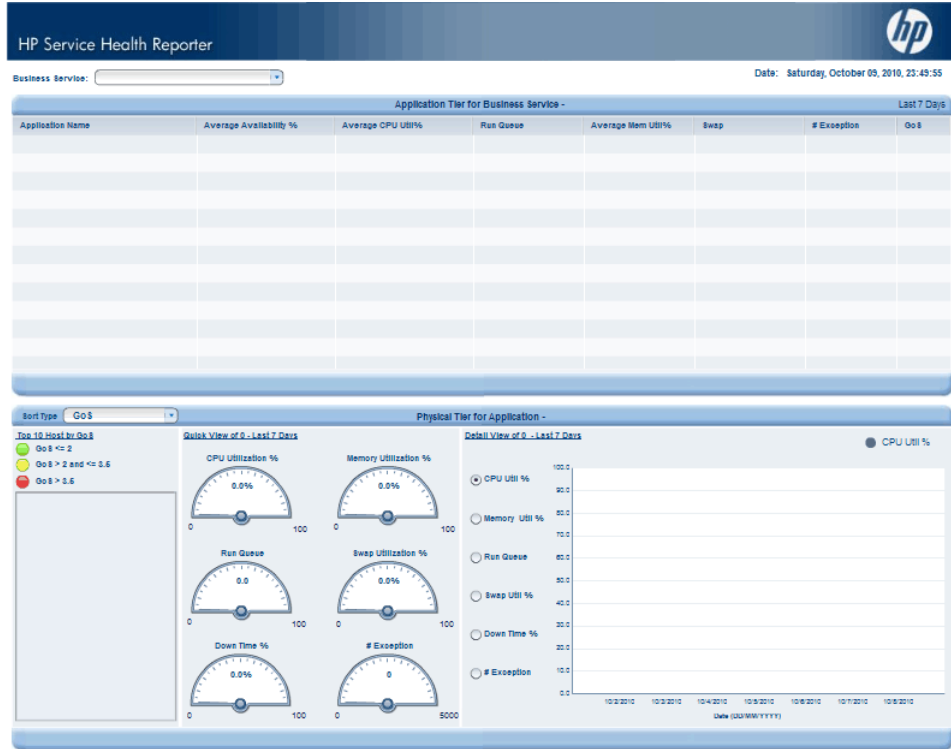 HP Service Health Reporter
hp
Business Service:
Date: Saturday, October 09, 2010, 23:49:55
Application Tier for Business Service -
Last 7 Days
Application Name Average Availability % Average CPU Util% Run Queue Average Mem Util% Swap # Exception GoS
Sort Type GoS
Physical Tier for Application -
Top 10 Host by GoS
GoS <= 2
GoS > 2 and <= 3.5
GoS > 3.5
Quick View of 0 - Last 7 Days
CPU Utilization %
0.0%
0 100
Memory Utilization %
0.0%
0 100
Run Queue
0.0
0 100
Swap Utilization %
0.0%
0 100
Down Time %
0.0%
0 100
# Exception
0
0 5000
Detail View of 0 - Last 7 Days
CPU Util %
CPU Util %
Memory Util %
Run Queue
Swap Util %
Down Time %
# Exception
100.0
90.0
80.0
70.0
60.0
50.0
40.0
30.0
20.0
10.0
0.0
10/2/2010 10/3/2010 10/4/2010 10/5/2010 10/6/2010 10/7/2010 10/8/2010
Date (DD/MM/YYYY)